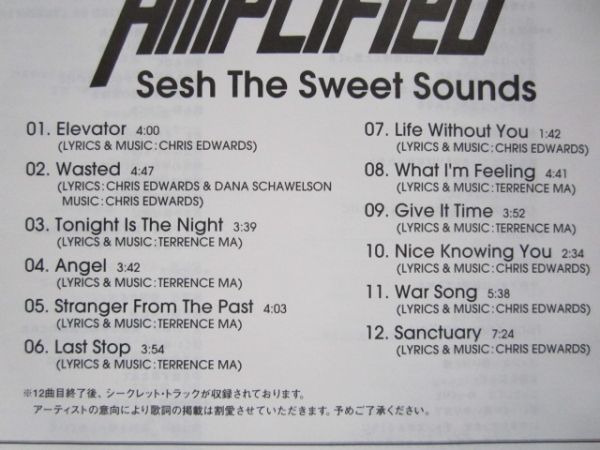 AMPLIFIED
Sesh The Sweet Sounds
01. Elevator 4:00
(LYRICS & MUSIC:CHRIS EDWARDS)
02. Wasted 4:47
(LYRICS:CHRIS EDWARDS & DANA SCHAWELSON
MUSIC:CHRIS EDWARDS)
03. Tonight Is The Night 3:39
(LYRICS & MUSIC:TERRENCE MA)
04. Angel 3:42
(LYRICS & MUSIC:TERRENCE MA)
05. Stranger From The Past 4:03
(LYRICS & MUSIC:TERRENCE MA)
06. Last Stop 3:54
(LYRICS & MUSIC:TERRENCE MA)
07. Life Without You 1:42
(LYRICS & MUSIC:CHRIS EDWARDS)
08. What I'm Feeling 4:41
(LYRICS & MUSIC:TERRENCE MA)
09. Give It Time 3:52
(LYRICS & MUSIC:TERRENCE MA)
10. Nice Knowing You 2:34
(LYRICS & MUSIC:CHRIS EDWARDS)
11. War Song 5:38
(LYRICS & MUSIC:CHRIS EDWARDS)
12. Sanctuary 7:24
(LYRICS & MUSIC:CHRIS EDWARDS)
※12曲目終了後、シークレット・トラックが収録されております。
アーティストの意向により歌詞の掲載は割愛させていただきます。予めご了承ください。